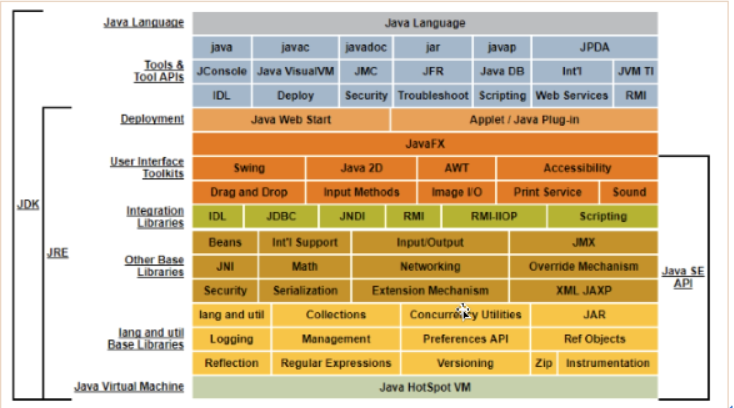 Java Language Java Language
java javac javadoc jar javap JPDA
Tools & Tool APIs JConsole Java VisualVM JMC JFR Java DB Int'l JVM TI
IDL Deploy Security Troubleshoot Scripting Web Services RMI
Deployment Java Web Start Applet / Java Plug-in
JavaFX
User Interface Toolkits Swing Java 2D AWT Accessibility
Drag and Drop Input Methods Image I/O Print Service Sound
Integration Libraries IDL JDBC JNDI RMI RMI-IIOP Scripting
JDK
JRE
Beans Int'l Support Input/Output JMX
Other Base Libraries JNI Math Networking Override Mechanism
Java SE API
Security Serialization Extension Mechanism XML JAXP
lang and util Collections Concurrency Utilities JAR
lang and util Base Libraries Logging Management Preferences API Ref Objects
Reflection Regular Expressions Versioning Zip Instrumentation
Java Virtual Machine Java HotSpot VM